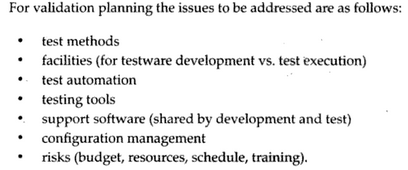 For validation planning the issues to be addressed are as follows:
• test methods
• facilities (for testware development vs. test execution)
• test automation
• testing tools
• support software (shared by development and test)
• configuration management
• risks (budget, resources, schedule, training).